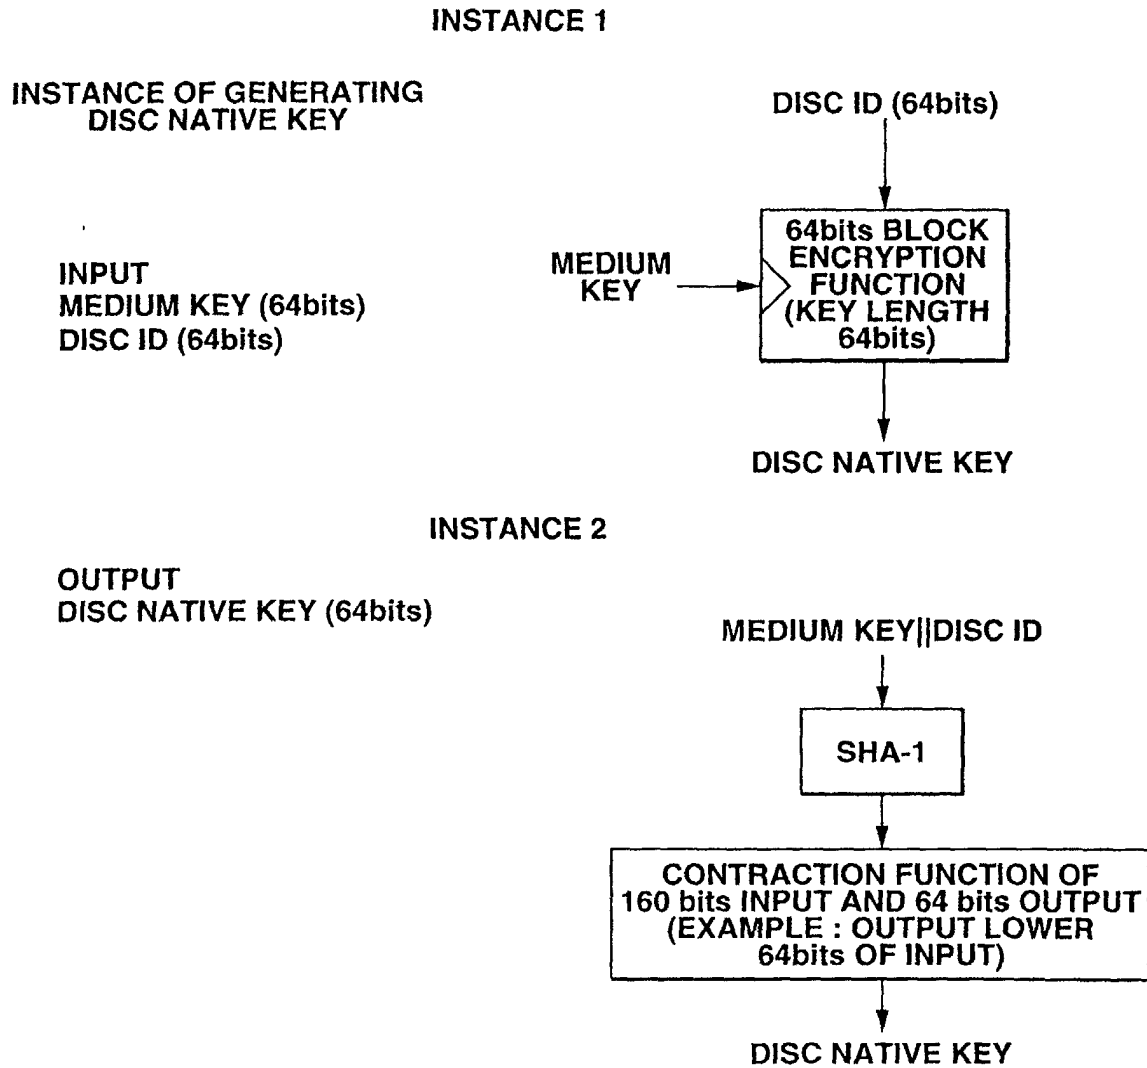 INSTANCE 1
INSTANCE OF GENERATING
DISC NATIVE KEY
DISC ID (64bits)
INPUT
MEDIUM KEY (64bits)
DISC ID (64bits)
MEDIUM
KEY
64bits BLOCK
ENCRYPTION
FUNCTION
(KEY LENGTH
64bits)
DISC NATIVE KEY
INSTANCE 2
OUTPUT
DISC NATIVE KEY (64bits)
MEDIUM KEY||DISC ID
SHA-1
CONTRACTION FUNCTION OF
160 bits INPUT AND 64 bits OUTPUT
(EXAMPLE : OUTPUT LOWER
64bits OF INPUT)
DISC NATIVE KEY